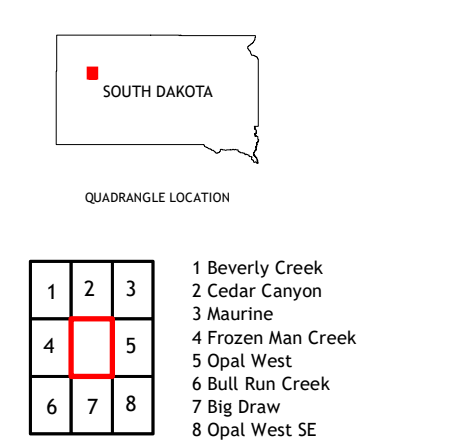 SOUTH DAKOTA
QUADRANGLE LOCATION
1 2 3
4 5
6 7 8
1 Beverly Creek
2 Cedar Canyon
3 Maurine
4 Frozen Man Creek
5 Opal West
6 Bull Run Creek
7 Big Draw
8 Opal West SE